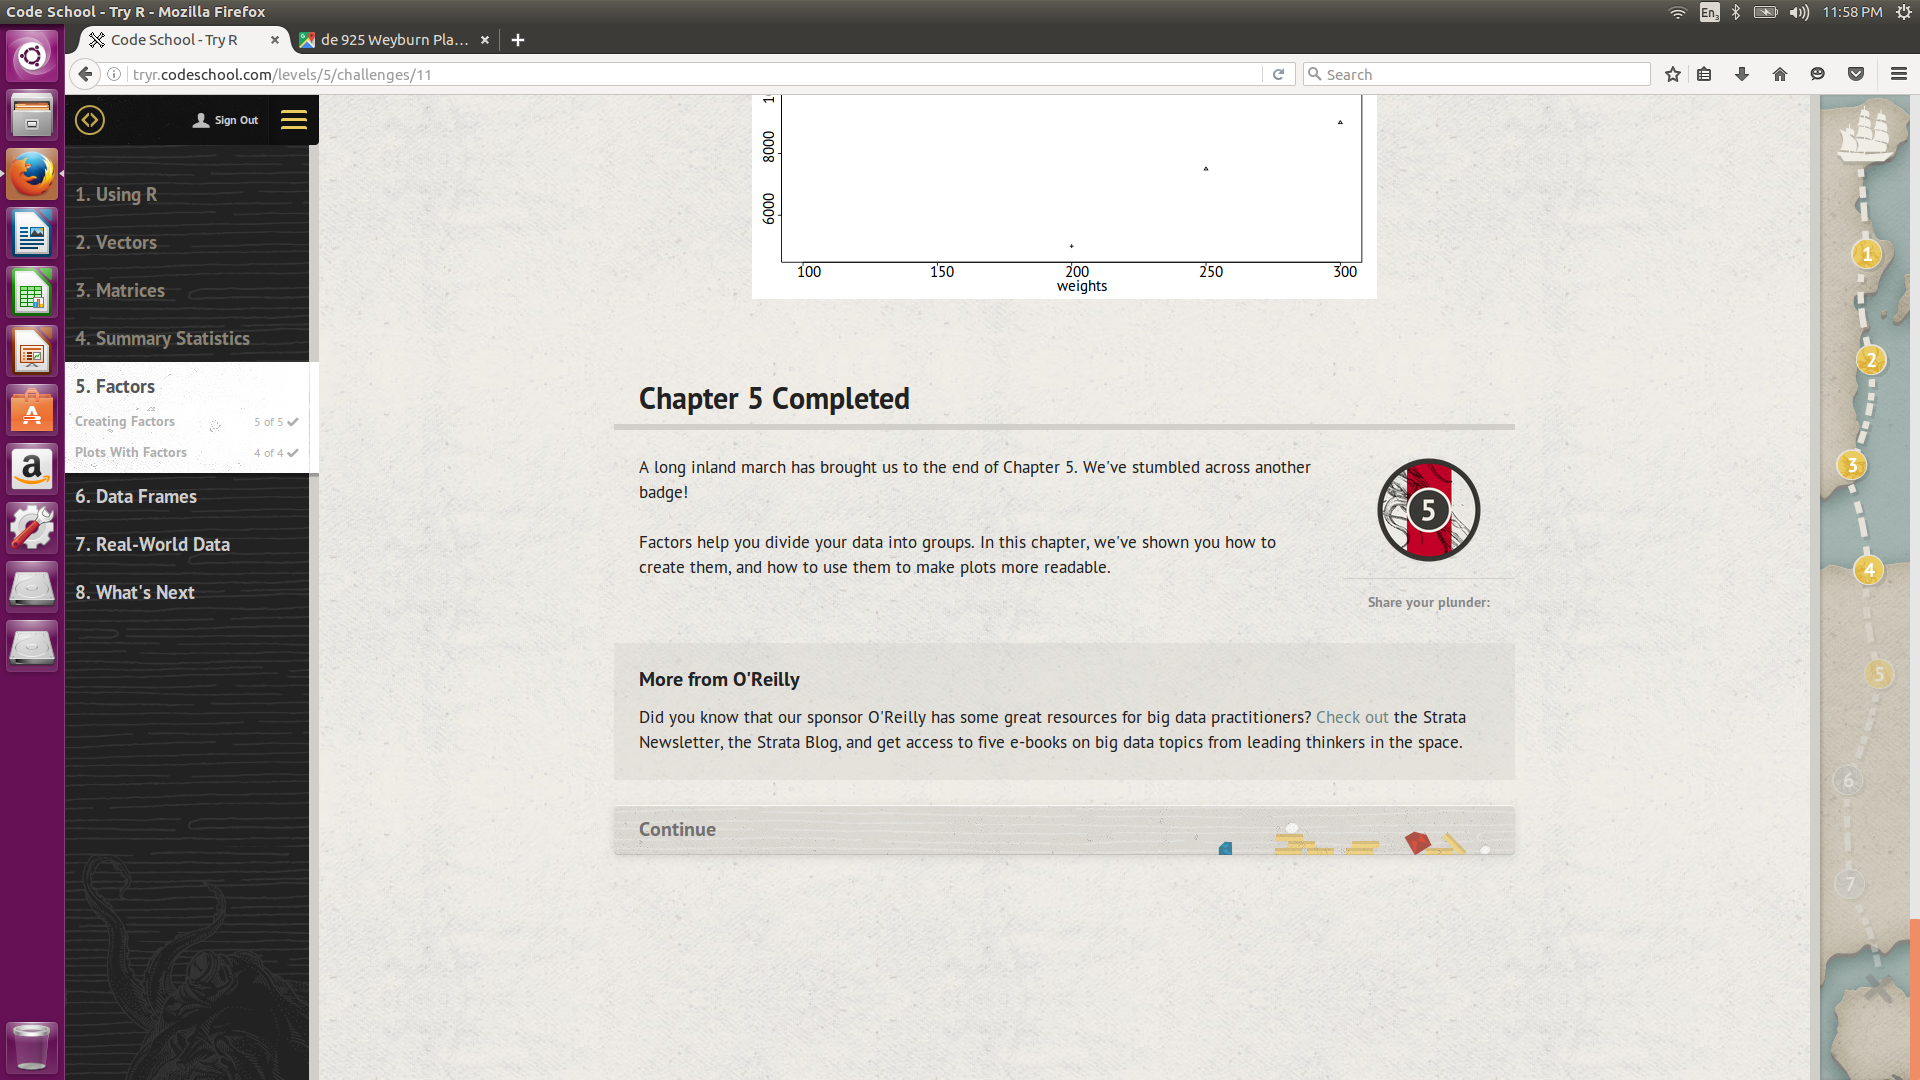 Code School - Try R - Mozilla Firefox
En3
11:58 PM
Code School - Try R
de 925 Weyburn Pla...
tryr.codeschool.com/levels/5/challenges/11
Search
Sign Out
1. Using R
2. Vectors
3. Matrices
4. Summary Statistics
5. Factors
Creating Factors 5 of 5
Plots With Factors 4 of 4
6. Data Frames
7. Real-World Data
8. What's Next
8000
6000
100 150 200 250 300
weights
Chapter 5 Completed
A long inland march has brought us to the end of Chapter 5. We've stumbled across another
badge!
Factors help you divide your data into groups. In this chapter, we've shown you how to
create them, and how to use them to make plots more readable.
5
Share your plunder:
More from O'Reilly
Did you know that our sponsor O'Reilly has some great resources for big data practitioners? Check out the Strata
Newsletter, the Strata Blog, and get access to five e-books on big data topics from leading thinkers in the space.
Continue
1
2
3
4
5
6
7